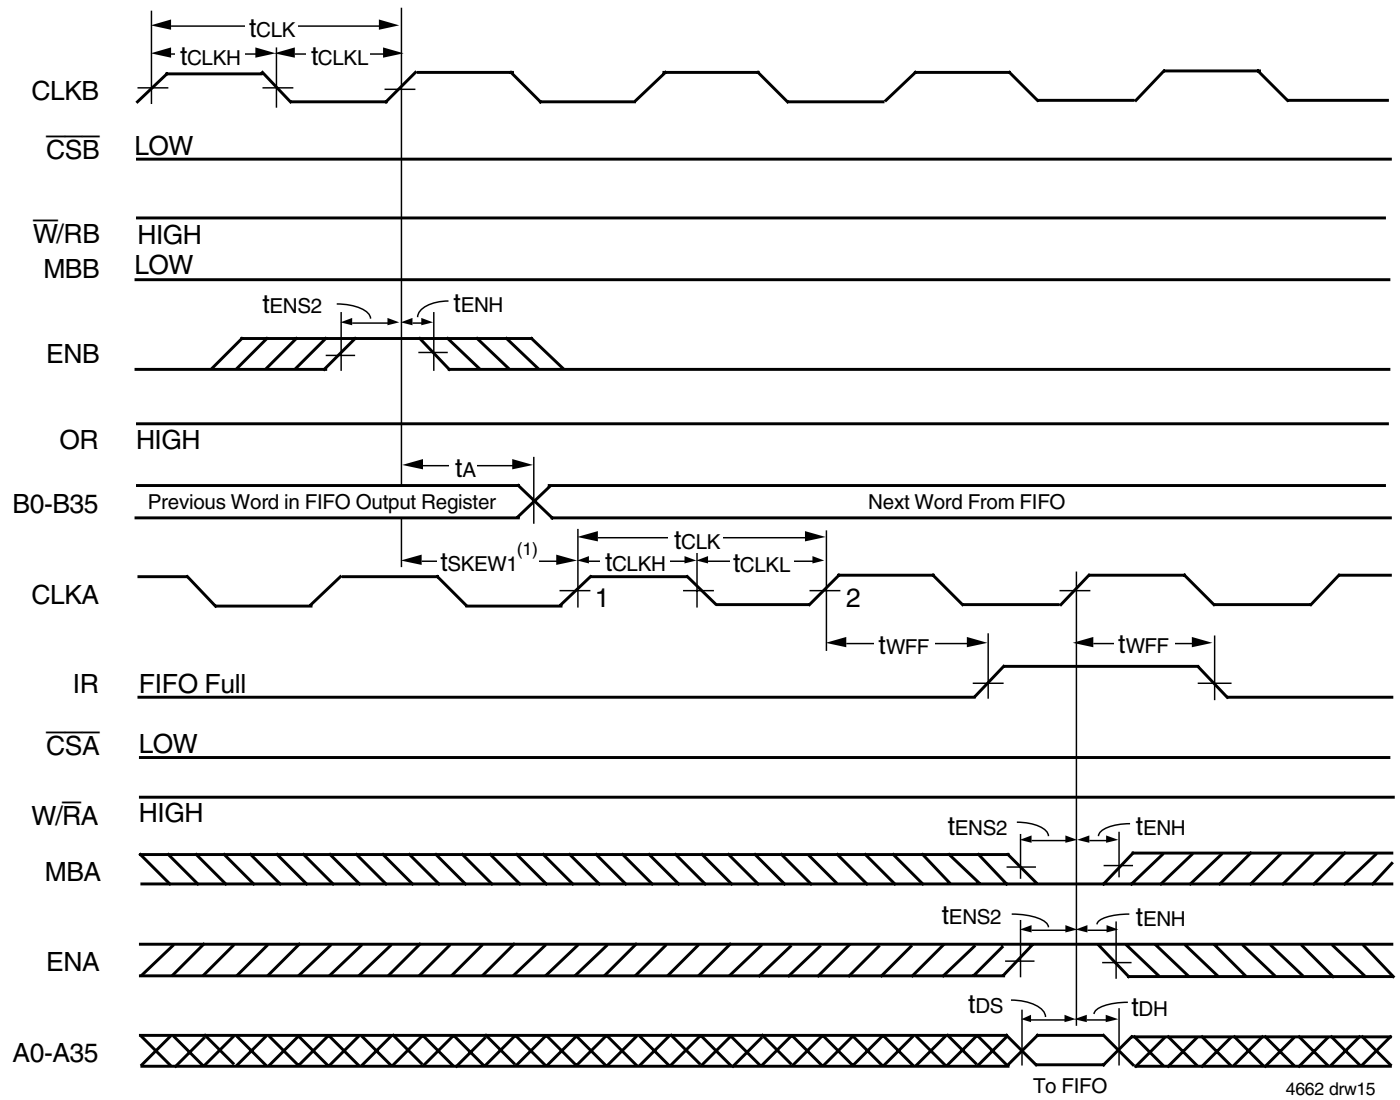 tCLK
tCLKH tCLKL
CLKB
CSB LOW
W/RB HIGH
MBB LOW
tENS2 tENH
ENB
OR HIGH
tA
B0-B35 Previous Word in FIFO Output Register Next Word From FIFO
tCLK
tSKEW1(1) tCLKH tCLKL
CLKA 1 2
tWFF tWFF
IR FIFO Full
CSA LOW
W/RA HIGH
tENS2 tENH
MBA
tENS2 tENH
ENA
tDS tDH
A0-A35
To FIFO
4662 drw15